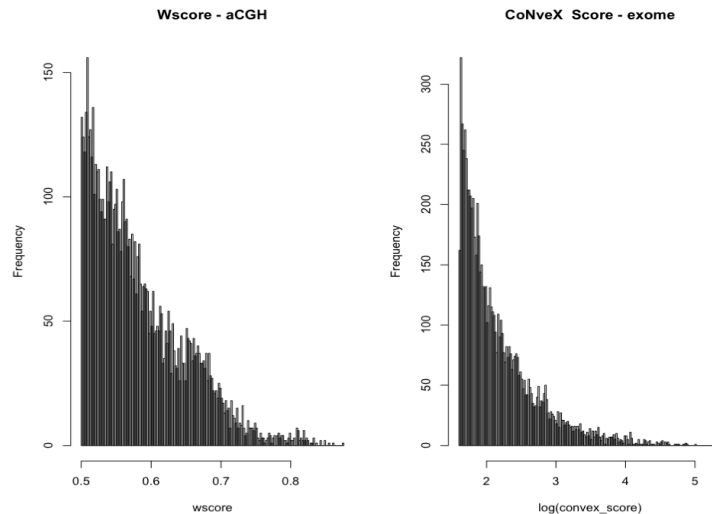 Wscore - aCGH
Frequency
150
100
50
0
0.5 0.6 0.7 0.8
wscore
CoNveX Score - exome
Frequency
300
250
200
150
100
50
0
2 3 4 5
log(convex_score)